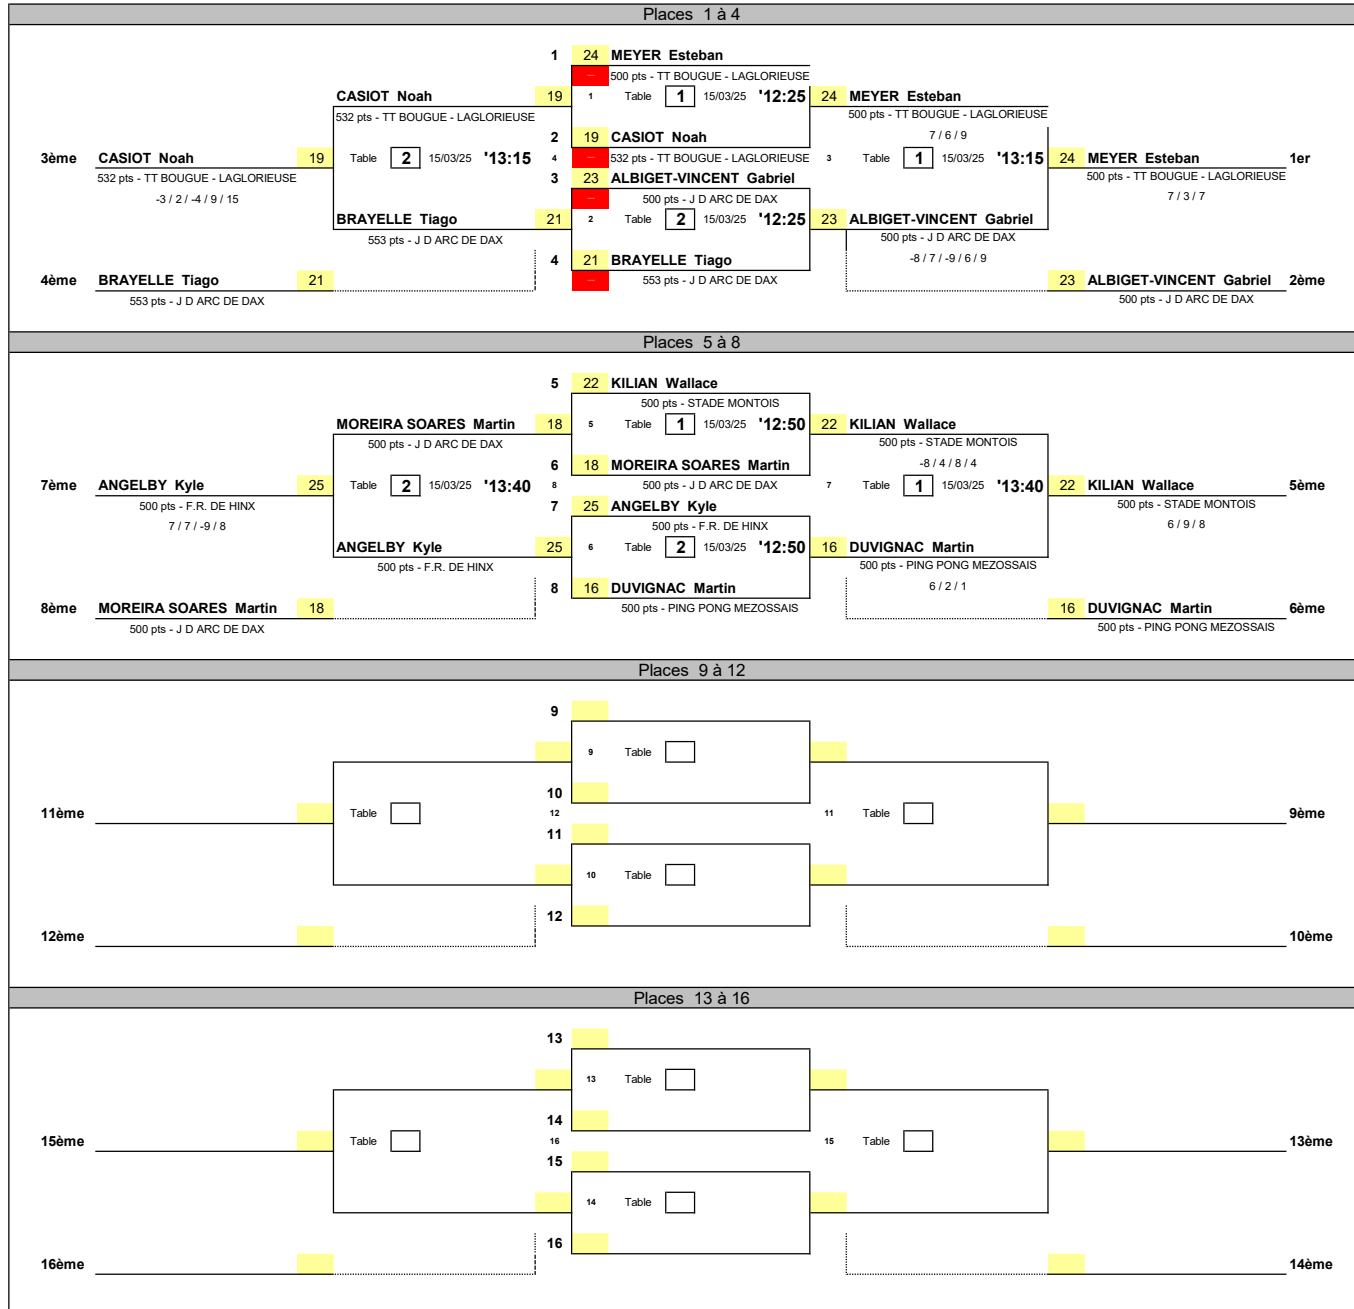 Places 1 à 4
1 24 MEYER Esteban
– 500 pts - TT BOUGUE - LAGLORIEUSE
CASIOT Noah 19 1 Table 1 15/03/25 '12:25 24 MEYER Esteban
532 pts - TT BOUGUE - LAGLORIEUSE 500 pts - TT BOUGUE - LAGLORIEUSE
2 19 CASIOT Noah 7 / 6 / 9
3ème CASIOT Noah 19 Table 2 15/03/25 '13:15 4 – 532 pts - TT BOUGUE - LAGLORIEUSE 3 Table 1 15/03/25 '13:15 24 MEYER Esteban 1er
532 pts - TT BOUGUE - LAGLORIEUSE 3 23 ALBIGET-VINCENT Gabriel 500 pts - TT BOUGUE - LAGLORIEUSE
-3 / 2 / -4 / 9 / 15 – 500 pts - J D ARC DE DAX 7 / 3 / 7
BRAYELLE Tiago 21 2 Table 2 15/03/25 '12:25 23 ALBIGET-VINCENT Gabriel
553 pts - J D ARC DE DAX 500 pts - J D ARC DE DAX
4 21 BRAYELLE Tiago -8 / 7 / -9 / 6 / 9
4ème BRAYELLE Tiago 21 – 553 pts - J D ARC DE DAX 23 ALBIGET-VINCENT Gabriel 2ème
553 pts - J D ARC DE DAX 500 pts - J D ARC DE DAX
Places 5 à 8
5 22 KILIAN Wallace
500 pts - STADE MONTOIS
MOREIRA SOARES Martin 18 5 Table 1 15/03/25 '12:50 22 KILIAN Wallace
500 pts - J D ARC DE DAX 500 pts - STADE MONTOIS
6 18 MOREIRA SOARES Martin -8 / 4 / 8 / 4
7ème ANGELBY Kyle 25 Table 2 15/03/25 '13:40 8 500 pts - J D ARC DE DAX 7 Table 1 15/03/25 '13:40 22 KILIAN Wallace 5ème
500 pts - F.R. DE HINX 7 25 ANGELBY Kyle 500 pts - STADE MONTOIS
7 / 7 / -9 / 8 500 pts - F.R. DE HINX 6 / 9 / 8
ANGELBY Kyle 25 6 Table 2 15/03/25 '12:50 16 DUVIGNAC Martin
500 pts - F.R. DE HINX 500 pts - PING PONG MEZOSSAIS
8 16 DUVIGNAC Martin 6 / 2 / 1
8ème MOREIRA SOARES Martin 18 500 pts - PING PONG MEZOSSAIS 16 DUVIGNAC Martin 6ème
500 pts - J D ARC DE DAX 500 pts - PING PONG MEZOSSAIS
Places 9 à 12
9
9 Table
10
11ème Table 12 11 Table 9ème
11
10 Table
12
12ème 10ème
Places 13 à 16
13
13 Table
14
15ème Table 16 15 Table 13ème
15
14 Table
16
16ème 14ème